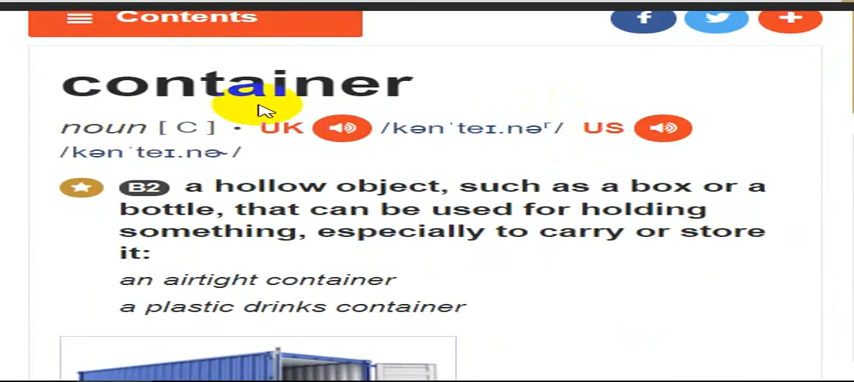 Contents
container
noun [ C ] • UK /kənˈteɪ.nəʳ/ US
/kənˈteɪ.nɚ/
B2 a hollow object, such as a box or a
bottle, that can be used for holding
something, especially to carry or store
it:
an airtight container
a plastic drinks container